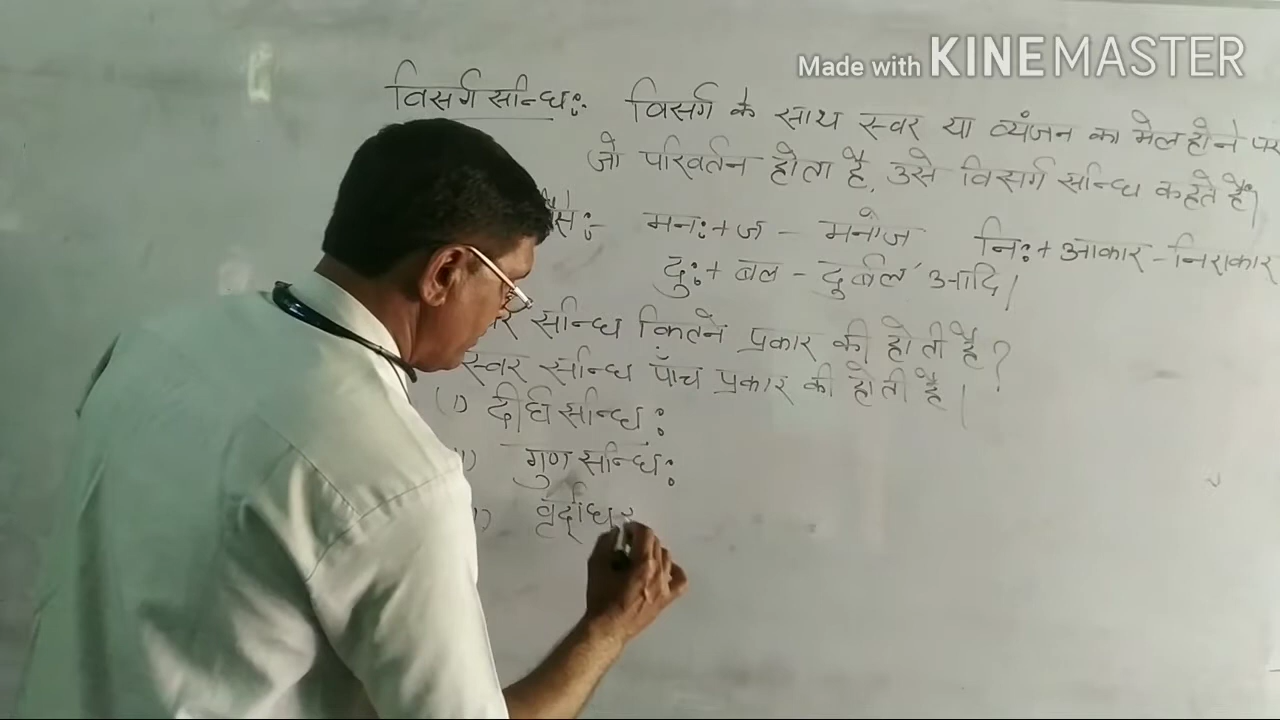 Made with KINEMASTER
विसर्ग सन्धि: विसर्ग के साथ स्वर या व्यंजन का मेल होने पर
जो परिवर्तन होता है, उसे विसर्ग सन्धि कहते हैं।
मन:+ज - मनोज नि:+आकार-निराकार
दु:+ बल - दुर्बल आदि।
सन्धि कितने प्रकार की होती है?
स्वर सन्धि पाँच प्रकार की होती है।
(1) दीर्घ सन्धि:
गुण सन्धि: